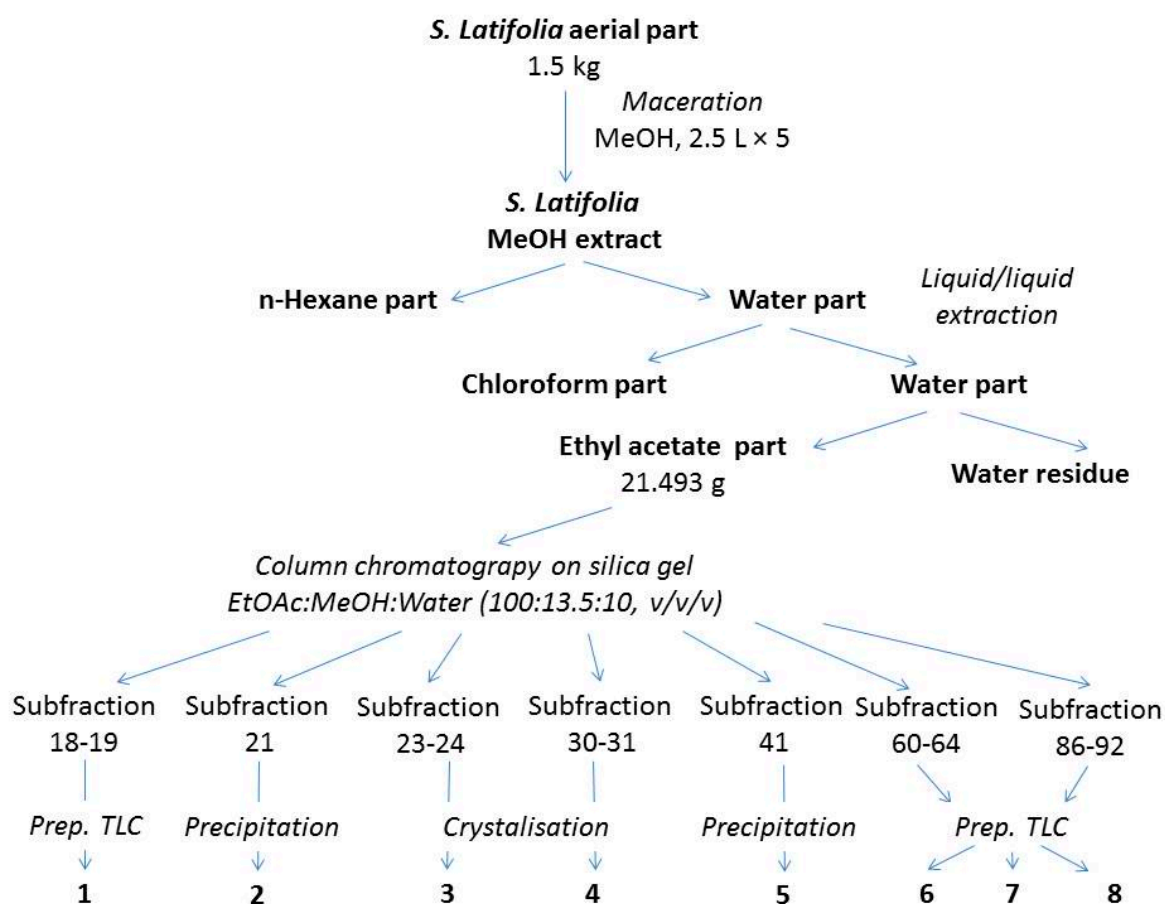 S. Latifolia aerial part
1.5 kg
Maceration
MeOH, 2.5 L × 5
S. Latifolia
MeOH extract
n-Hexane part
Water part
Liquid/liquid
extraction
Chloroform part
Water part
Ethyl acetate part
21.493 g
Water residue
Column chromatograpy on silica gel
EtOAc:MeOH:Water (100:13.5:10, v/v/v)
Subfraction
18-19
Subfraction
21
Subfraction
23-24
Subfraction
30-31
Subfraction
41
Subfraction
60-64
Subfraction
86-92
Prep. TLC
Precipitation
Crystalisation
Precipitation
Prep. TLC
1
2
3
4
5
6
7
8